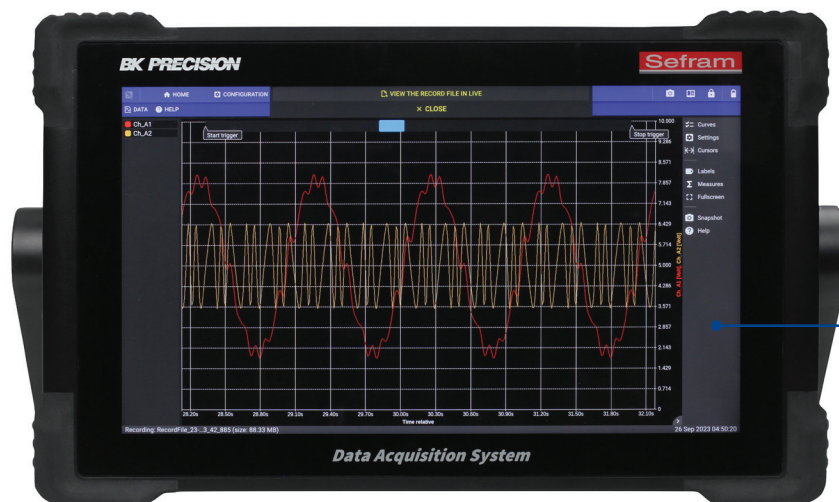 BK PRECISION
Sefram
HOME
CONFIGURATION
VIEW THE RECORD FILE IN LIVE
DATA
HELP
× CLOSE
Ch_A1
Ch_A2
Start trigger
Stop trigger
10.000
9.286
8.571
7.857
7.143
6.429
5.714
5.000
4.286
3.571
2.857
2.143
1.429
0.714
0
Ch_A1 [Volt] Ch_A2 [Volt]
Curves
Settings
Cursors
Labels
Measures
Fullscreen
Snapshot
Help
28.20s 28.50s 28.80s 29.10s 29.40s 29.70s 30.00s 30.30s 30.60s 30.90s 31.20s 31.50s 31.80s 32.10s
Time relative
Recording: RecordFile_23-...3_42_88S (size: 88.33 MB)
26 Sep 2023 04:50:20
Data Acquisition System